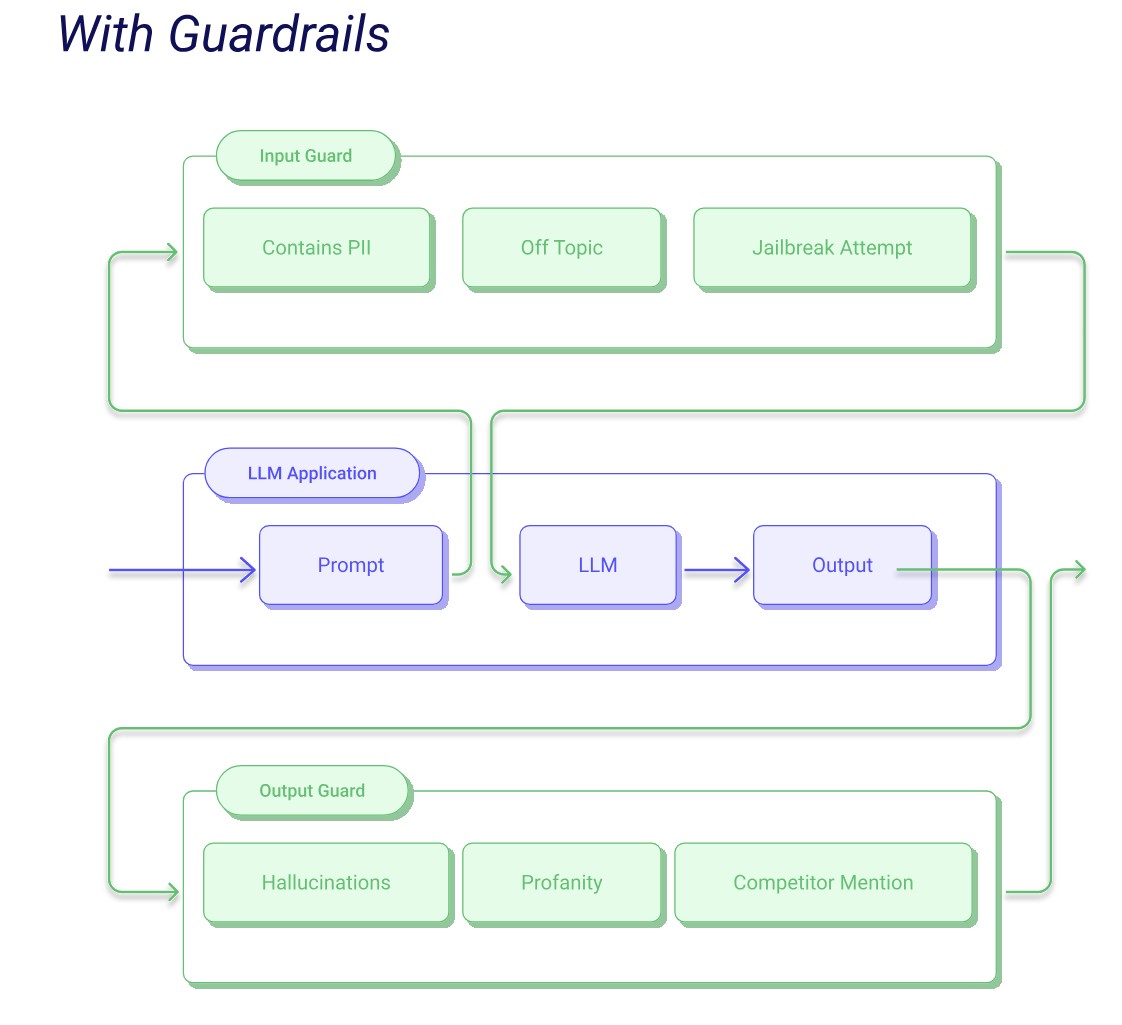 With Guardrails
Input Guard
Contains PII
Off Topic
Jailbreak Attempt
LLM Application
Prompt
LLM
Output
Output Guard
Hallucinations
Profanity
Competitor Mention